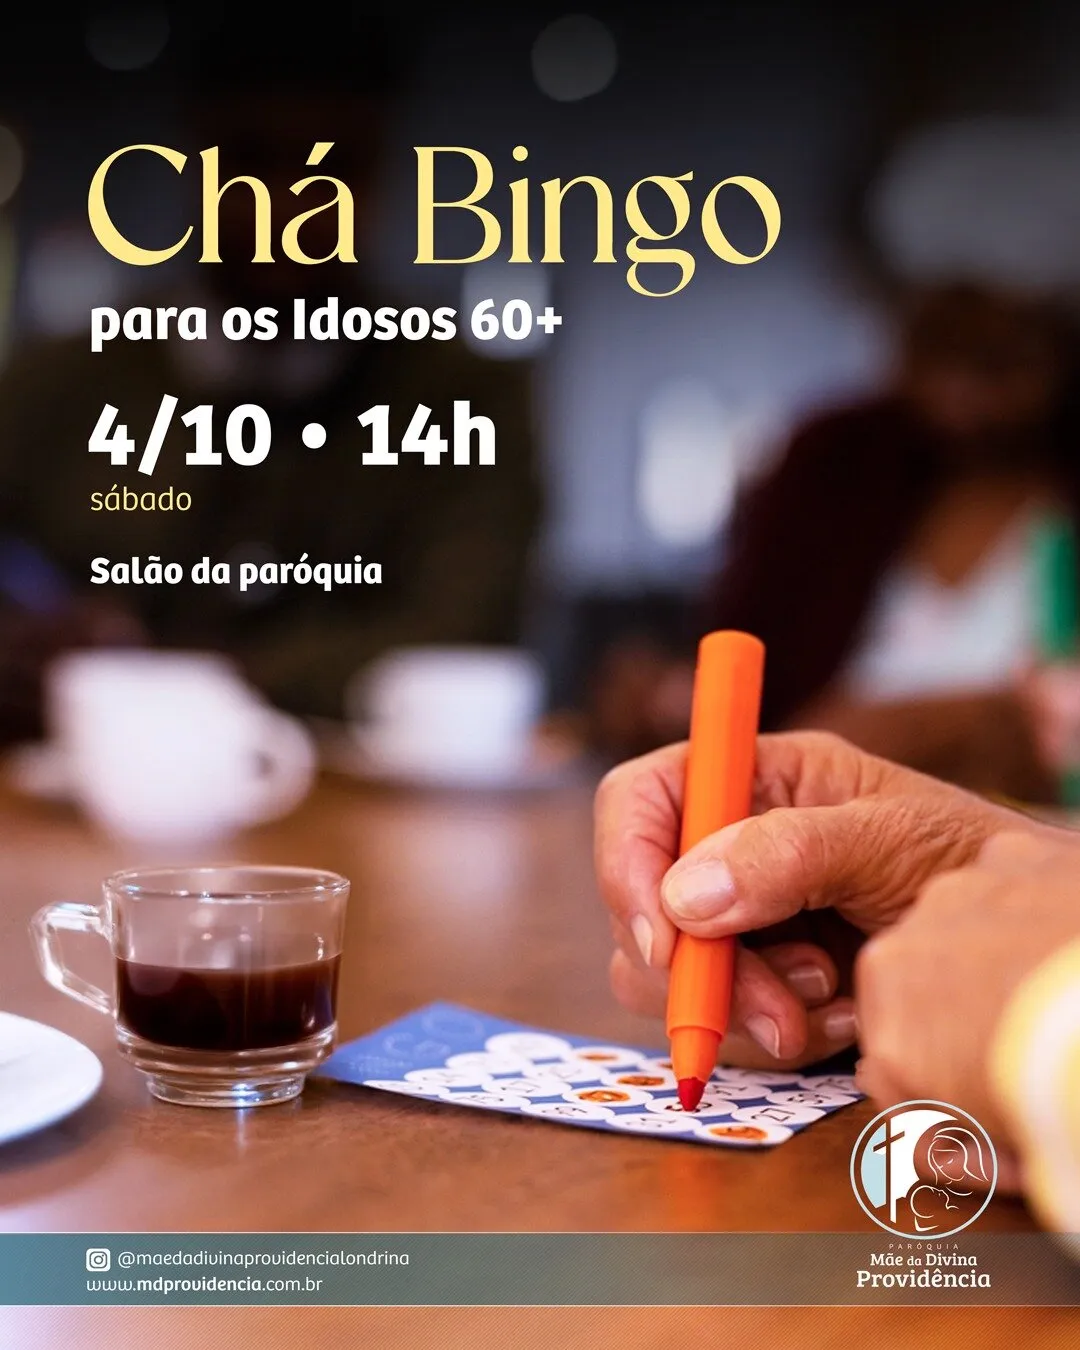 Chá Bingo
para os Idosos 60+
4/10 • 14h
sábado
Salão da paróquia
@maedadivinaprovidencialondrina
www.mdprovidencia.com.br
PARÓQUIA
Mãe da Divina
Providência